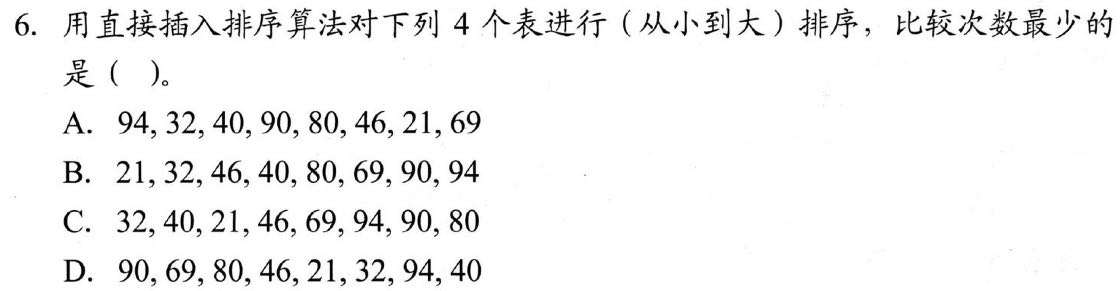 6. 用直接插入排序算法对下列 4 个表进行（从小到大）排序，比较次数最少的
是（ ）。
A. 94, 32, 40, 90, 80, 46, 21, 69
B. 21, 32, 46, 40, 80, 69, 90, 94
C. 32, 40, 21, 46, 69, 94, 90, 80
D. 90, 69, 80, 46, 21, 32, 94, 40